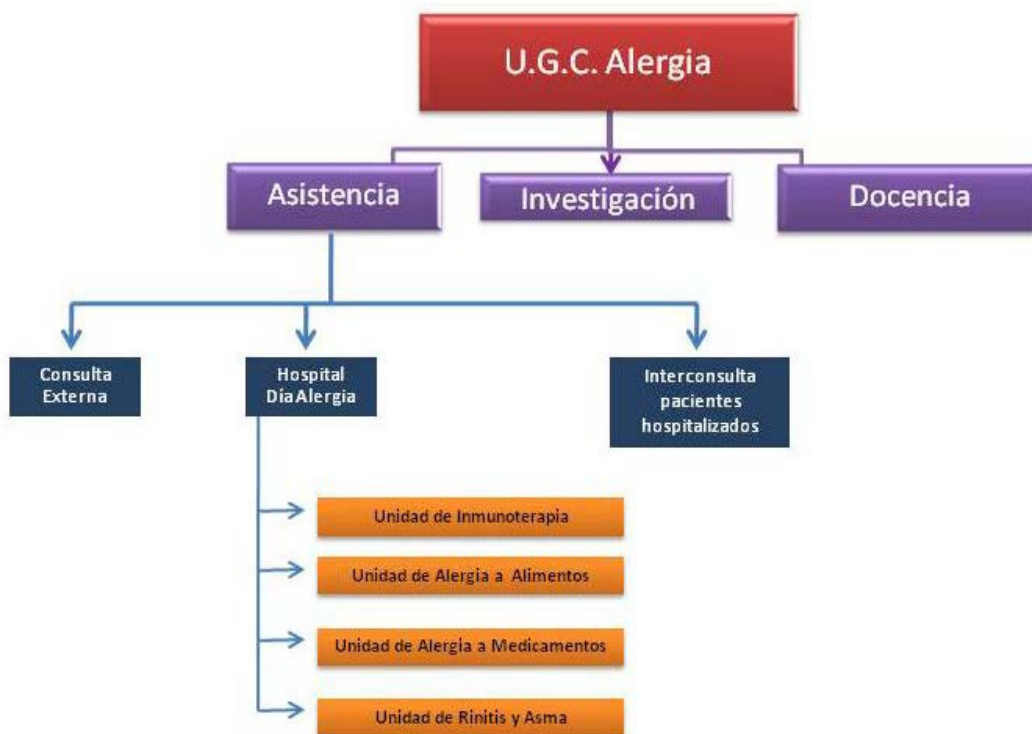 U.G.C. Alergia
Asistencia
Investigación
Docencia
Consulta
Externa
Hospital
Día Alergia
Interconsulta
pacientes
hospitalizados
Unidad de Inmunoterapia
Unidad de Alergia a Alimentos
Unidad de Alergia a Medicamentos
Unidad de Rinitis y Asma